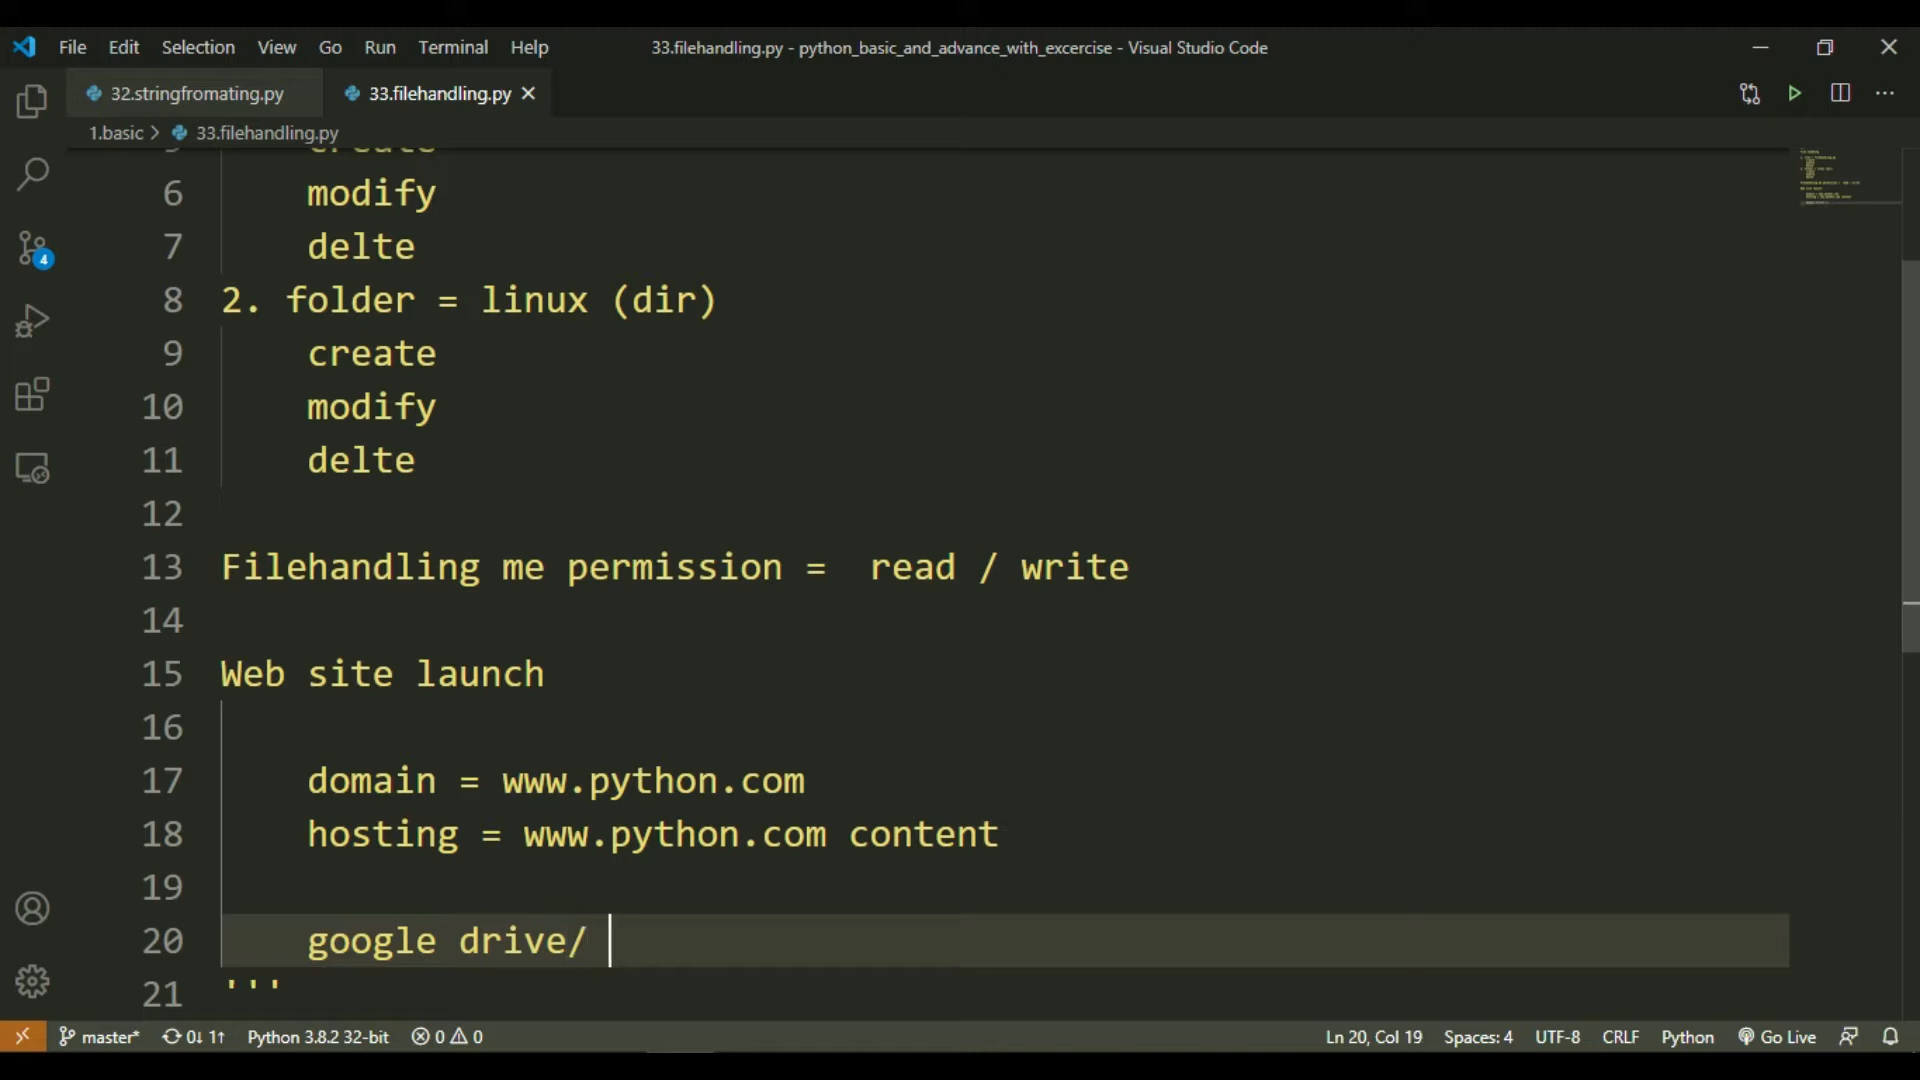 File Edit Selection View Go Run Terminal Help
33.filehandling.py - python_basic_and_advance_with_excercise - Visual Studio Code
32.stringfromating.py
33.filehandling.py
1.basic > 33.filehandling.py
5 create
6 modify
7 delte
8 2. folder = linux (dir)
9 create
10 modify
11 delte
12
13 Filehandling me permission = read / write
14
15 Web site launch
16
17 domain = www.python.com
18 hosting = www.python.com content
19
20 google drive/
21 '''
4
master* 0↓ 1↑ Python 3.8.2 32-bit 0 0
Ln 20, Col 19 Spaces: 4 UTF-8 CRLF Python Go Live